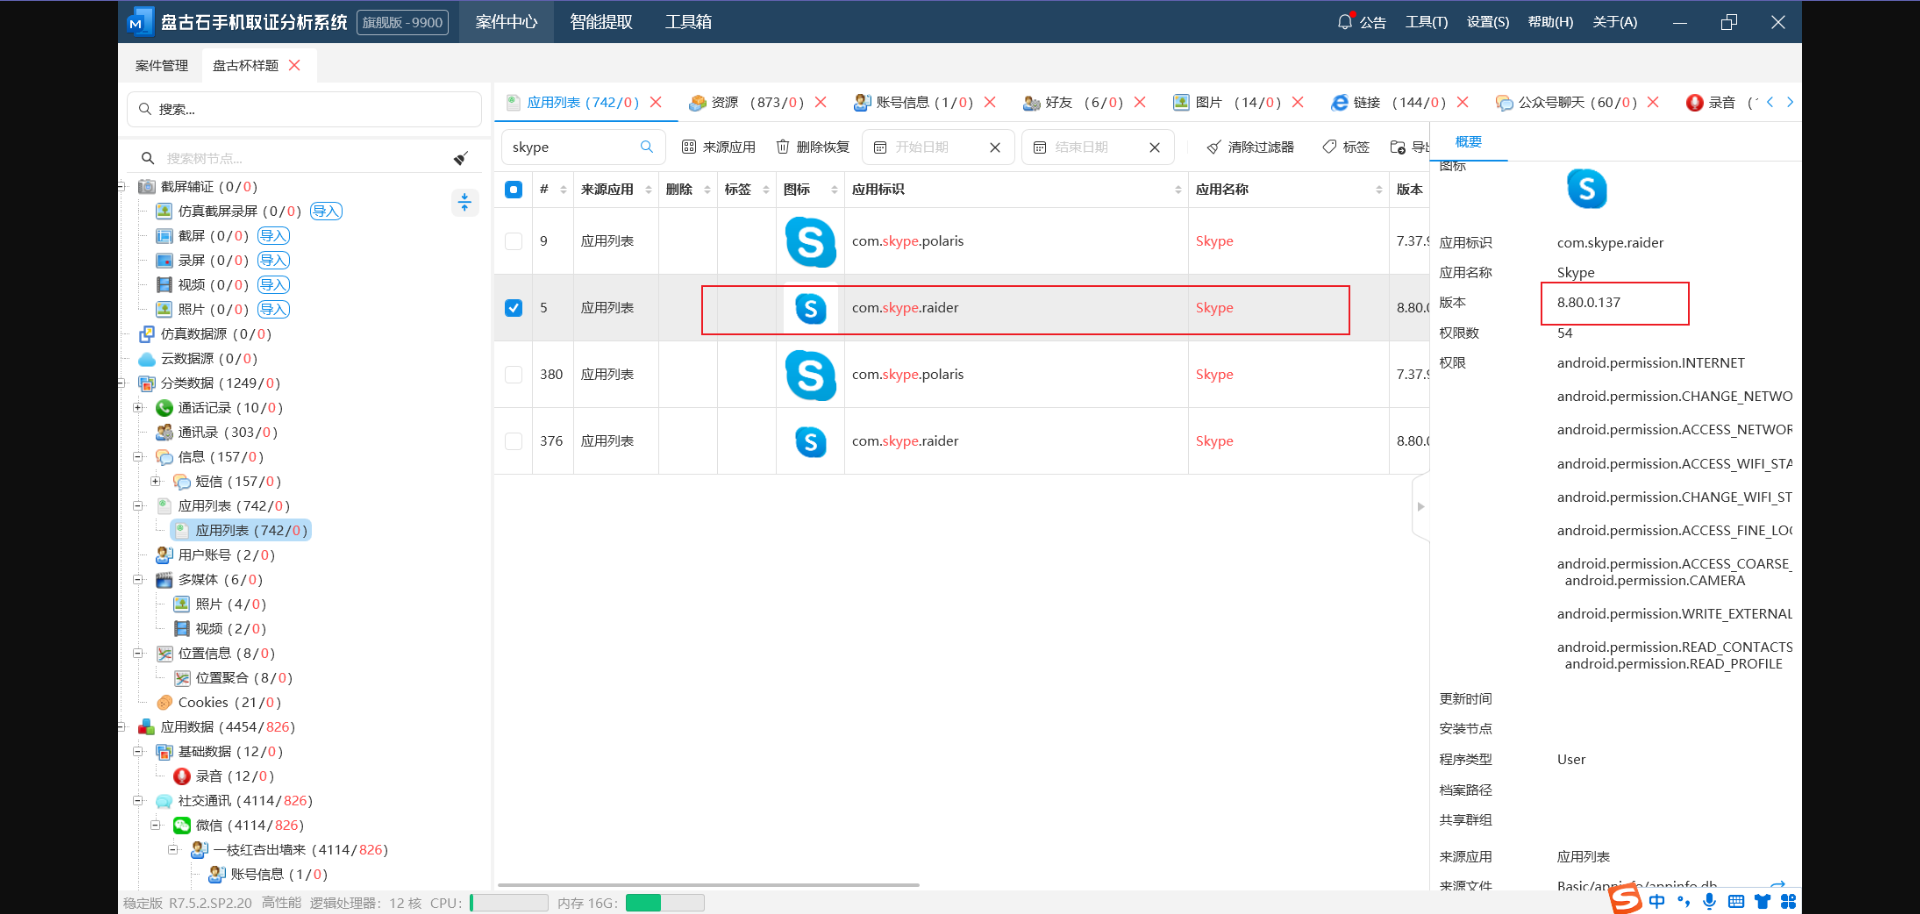 盘古石手机取证分析系统 旗舰版 -9900 案件中心 智能提取 工具箱 公告 工具(T) 设置(S) 帮助(H) 关于(A)
案件管理 盘古杯样题
搜索...
搜索树节点...
截屏辅证 (0/0)
仿真截屏录屏 (0/0) 导入
截屏 (0/0) 导入
录屏 (0/0) 导入
视频 (0/0) 导入
照片 (0/0) 导入
仿真数据源 (0/0)
云数据源 (0/0)
分类数据 (1249/0)
通话记录 (10/0)
通讯录 (303/0)
信息 (157/0)
短信 (157/0)
应用列表 (742/0)
应用列表 (742/0)
用户账号 (2/0)
多媒体 (6/0)
照片 (4/0)
视频 (2/0)
位置信息 (8/0)
位置聚合 (8/0)
Cookies (21/0)
应用数据 (4454/826)
基础数据 (12/0)
录音 (12/0)
社交通讯 (4114/826)
微信 (4114/826)
一枝红杏出墙来 (4114/826)
账号信息 (1/0)
应用列表 (742/0) 资源 (873/0) 账号信息 (1/0) 好友 (6/0) 图片 (14/0) 链接 (144/0) 公众号聊天 (60/0) 录音 (1
skype 来源应用 删除恢复 开始日期 结束日期 清除过滤器 标签 导出
# 来源应用 删除 标签 图标 应用标识 应用名称 版本
9 应用列表 com.skype.polaris Skype 7.37.9
5 应用列表 com.skype.raider Skype 8.80.0
380 应用列表 com.skype.polaris Skype 7.37.9
376 应用列表 com.skype.raider Skype 8.80.0
概要
图标
应用标识 com.skype.raider
应用名称 Skype
版本 8.80.0.137
权限数 54
权限 android.permission.INTERNET
android.permission.CHANGE_NETWO
android.permission.ACCESS_NETWOR
android.permission.ACCESS_WIFI_STA
android.permission.CHANGE_WIFI_ST
android.permission.ACCESS_FINE_LOC
android.permission.ACCESS_COARSE_
android.permission.CAMERA
android.permission.WRITE_EXTERNAL
android.permission.READ_CONTACTS
android.permission.READ_PROFILE
更新时间
安装节点
程序类型 User
档案路径
共享群组
来源应用 应用列表
来源文件 Basic/appinfo/appinfo.db
稳定版 R7.5.2.SP2.20 高性能 逻辑处理器: 12 核 CPU: 内存 16G:
中